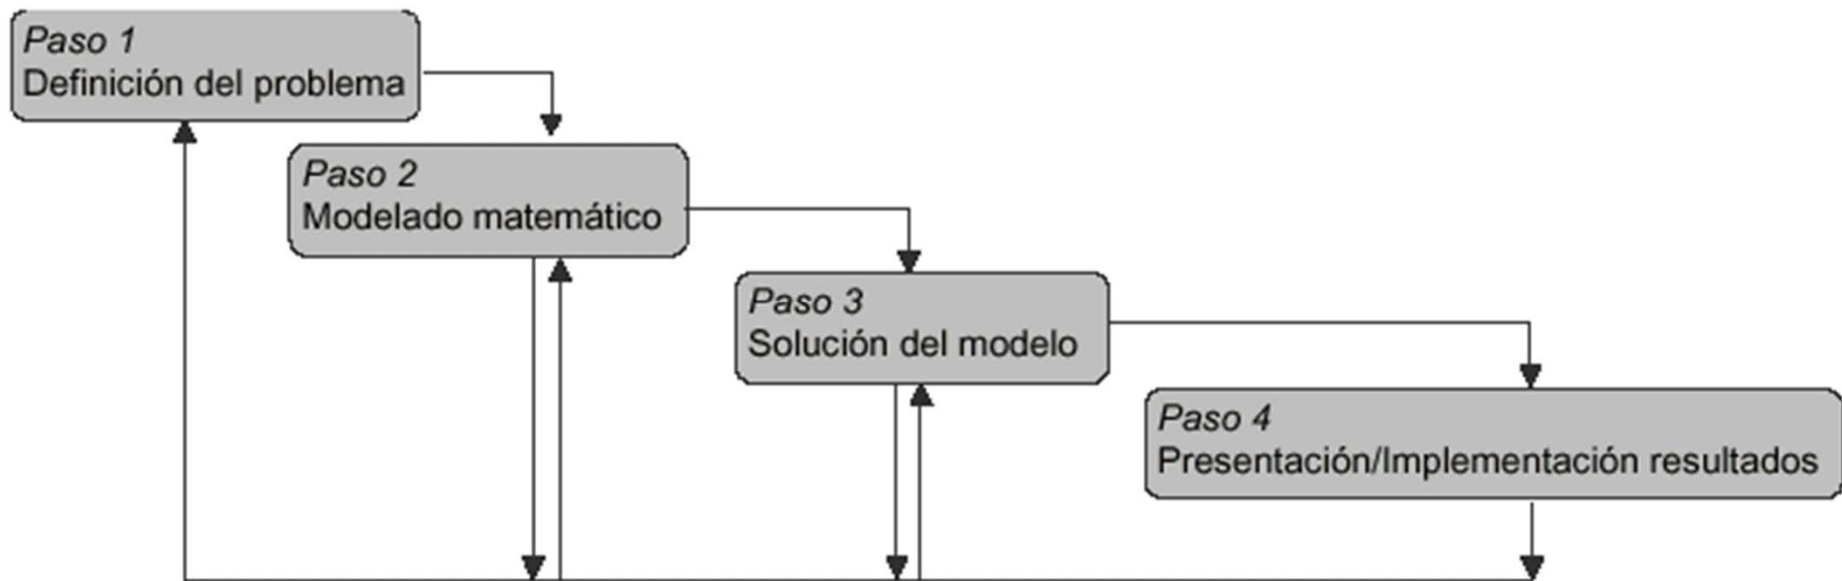 Paso 1
Definición del problema
Paso 2
Modelado matemático
Paso 3
Solución del modelo
Paso 4
Presentación/Implementación resultados